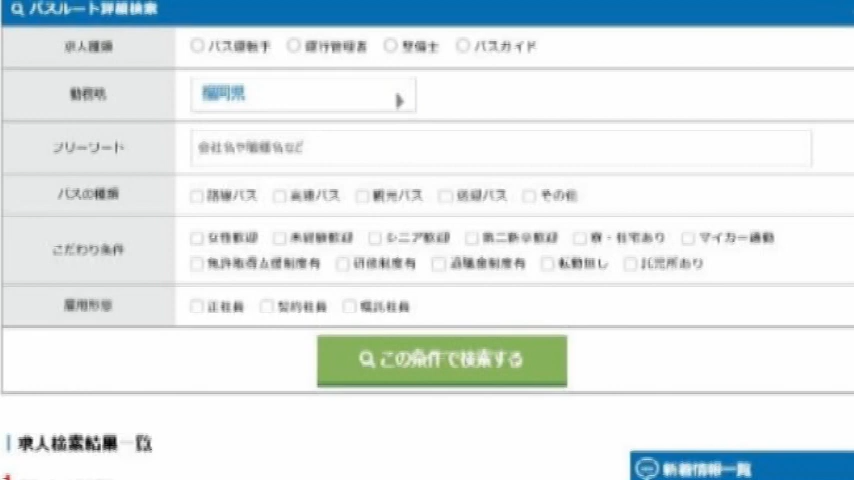 バスルート詳細検索
求人種類 バス運転手 運行管理者 整備士 バスガイド
勤務地 福岡県
フリーワード 会社名や職種名など
バスの種類 路線バス 高速バス 観光バス 送迎バス その他
こだわり条件 女性歓迎 未経験歓迎 シニア歓迎 第二新卒歓迎 寮・社宅あり マイカー通勤
免許取得支援制度有 研修制度有 退職金制度有 転勤無し 託児所あり
雇用形態 正社員 契約社員 嘱託社員
この条件で検索する
求人検索結果一覧
新着情報一覧